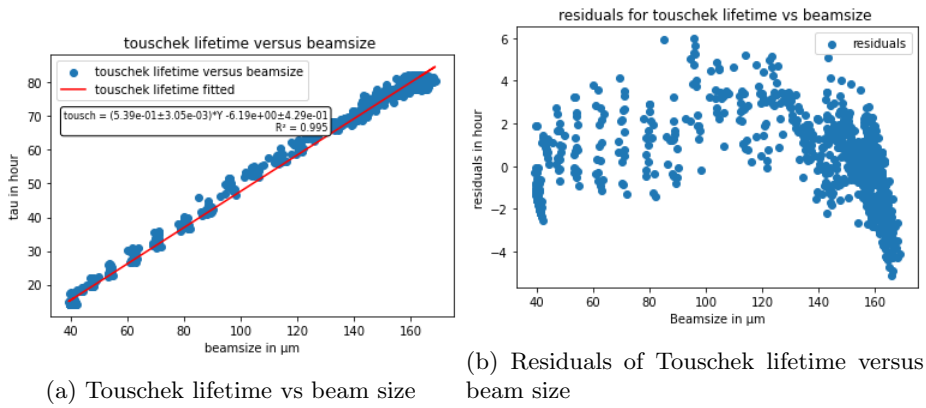 touschek lifetime versus beamsize
touschek lifetime versus beamsize
touschek lifetime fitted
tousch = (5.39e-01±3.05e-03)*Y -6.19e+00±4.29e-01
R² = 0.995
80
70
60
50
40
30
20
tau in hour
40 60 80 100 120 140 160
beamsize in μm
(a) Touschek lifetime vs beam size
residuals for touschek lifetime vs beamsize
residuals
6
4
2
0
−2
−4
residuals in hour
40 60 80 100 120 140 160
Beamsize in μm
(b) Residuals of Touschek lifetime versus
beam size